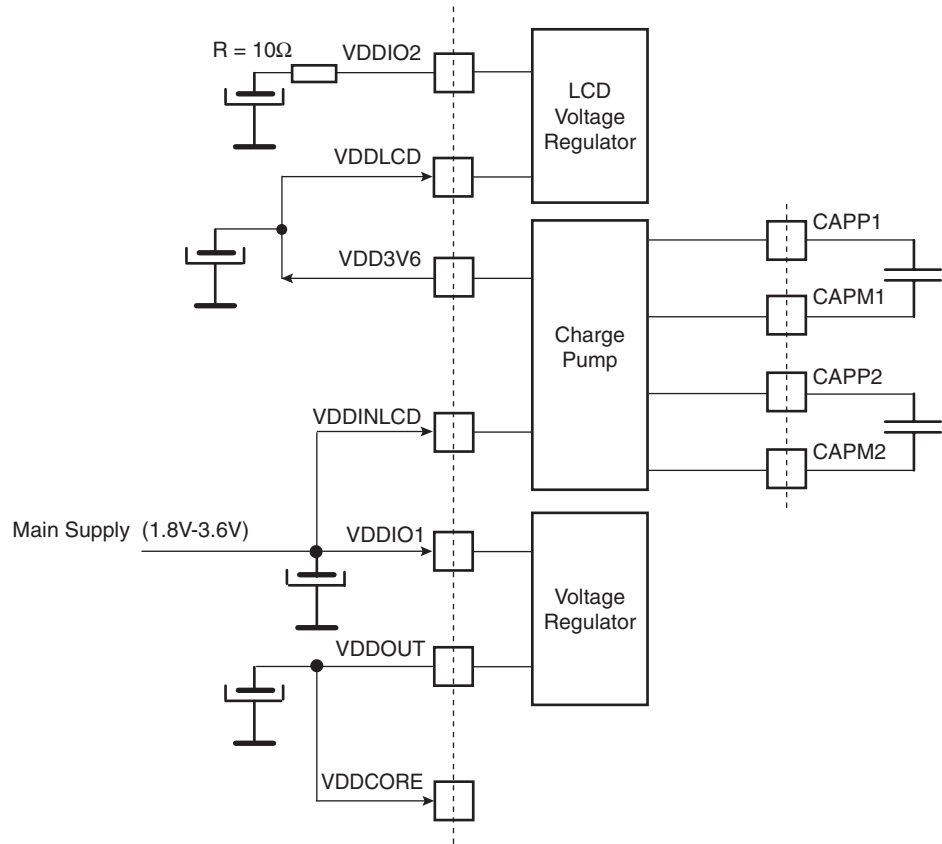 R = 10Ω
VDDIO2
LCD
Voltage
Regulator
VDDLCD
CAPP1
VDD3V6
CAPM1
Charge
Pump
CAPP2
VDDINLCD
CAPM2
Main Supply (1.8V-3.6V)
VDDIO1
Voltage
Regulator
VDDOUT
VDDCORE